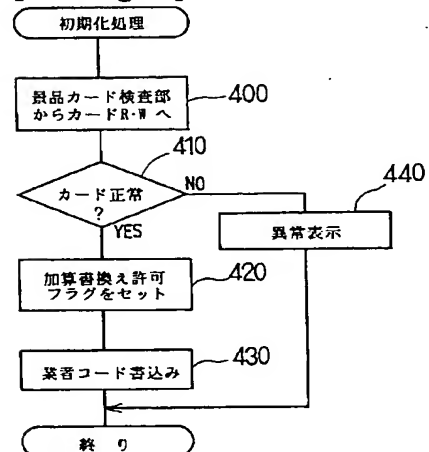 初期化処理
景品カード検査部
からカードR・Wへ
400
410
カード正常
?
NO
YES
440
異常表示
加算書換え許可
フラグをセット
420
業者コード書込み
430
終り